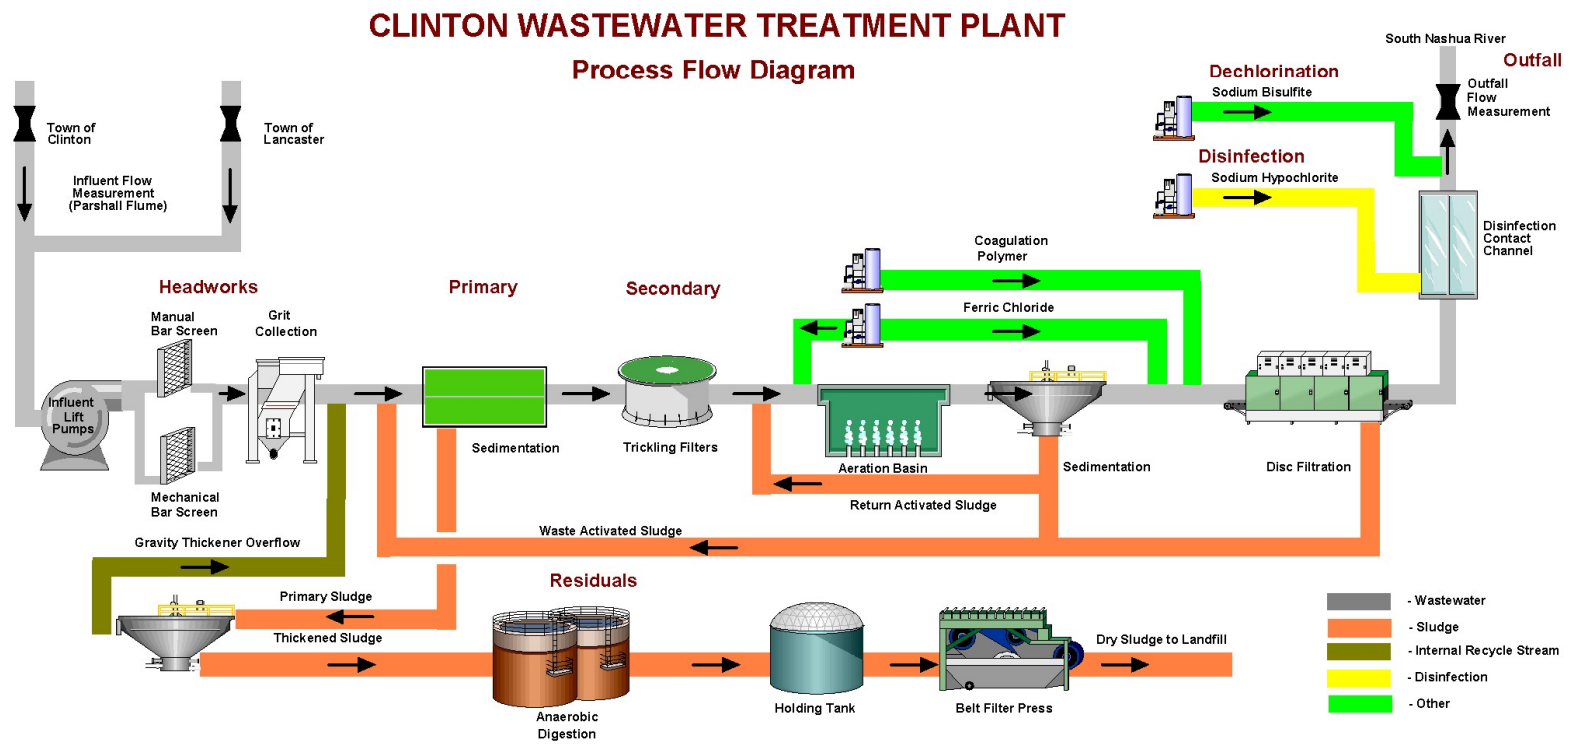 CLINTON WASTEWATER TREATMENT PLANT
Process Flow Diagram
South Nashua River
Outfall
Dechlorination
Sodium Bisulfite
Outfall
Flow
Measurement
Town of
Clinton
Town of
Lancaster
Disinfection
Sodium Hypochlorite
Influent Flow
Measurement
(Parshall Flume)
Disinfection
Contact
Channel
Coagulation
Polymer
Headworks
Primary
Secondary
Manual
Bar Screen
Grit
Collection
Ferric Chloride
Influent
Lift
Pumps
Sedimentation
Trickling Filters
Aeration Basin
Sedimentation
Disc Filtration
Mechanical
Bar Screen
Return Activated Sludge
Waste Activated Sludge
Gravity Thickener Overflow
Residuals
Primary Sludge
Thickened Sludge
Dry Sludge to Landfill
Anaerobic
Digestion
Holding Tank
Belt Filter Press
- Wastewater
- Sludge
- Internal Recycle Stream
- Disinfection
- Other